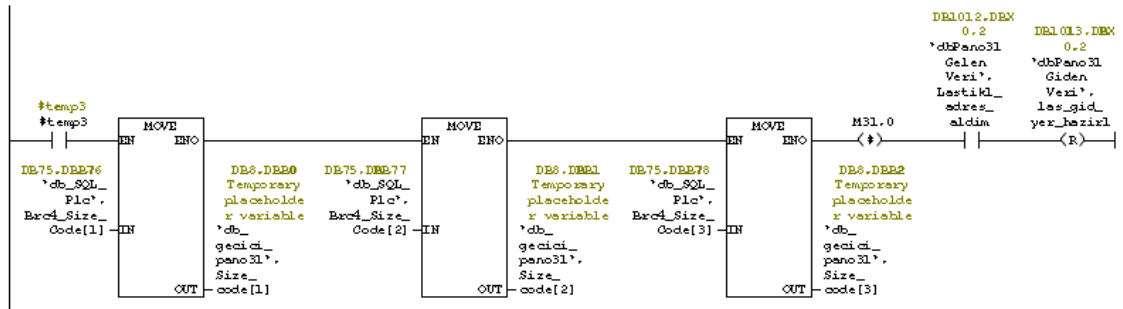 DB1012.DBX
0.2
"dbPano31
Gelen
Veri".
Lastik1_
adres_
aldim
DB1013.DBX
0.2
"dbPano31
Giden
Veri".
las_gid_
yer_hazir1
#temp3
#temp3
MOVE
EN ENO
MOVE
EN ENO
MOVE
EN ENO
M31.0
(#)
(R)
DB75.DBB76
"db_SQL_
Plc".
Brc4_Size_
Code[1]
IN
DB8.DBB0
Temporary
placeholde
r variable
"db_
gecici_
pano31".
Size_
code[1]
OUT
DB75.DBB77
"db_SQL_
Plc".
Brc4_Size_
Code[2]
IN
DB8.DBB1
Temporary
placeholde
r variable
"db_
gecici_
pano31".
Size_
code[2]
OUT
DB75.DBB78
"db_SQL_
Plc".
Brc4_Size_
Code[3]
IN
DB8.DBB2
Temporary
placeholde
r variable
"db_
gecici_
pano31".
Size_
code[3]
OUT